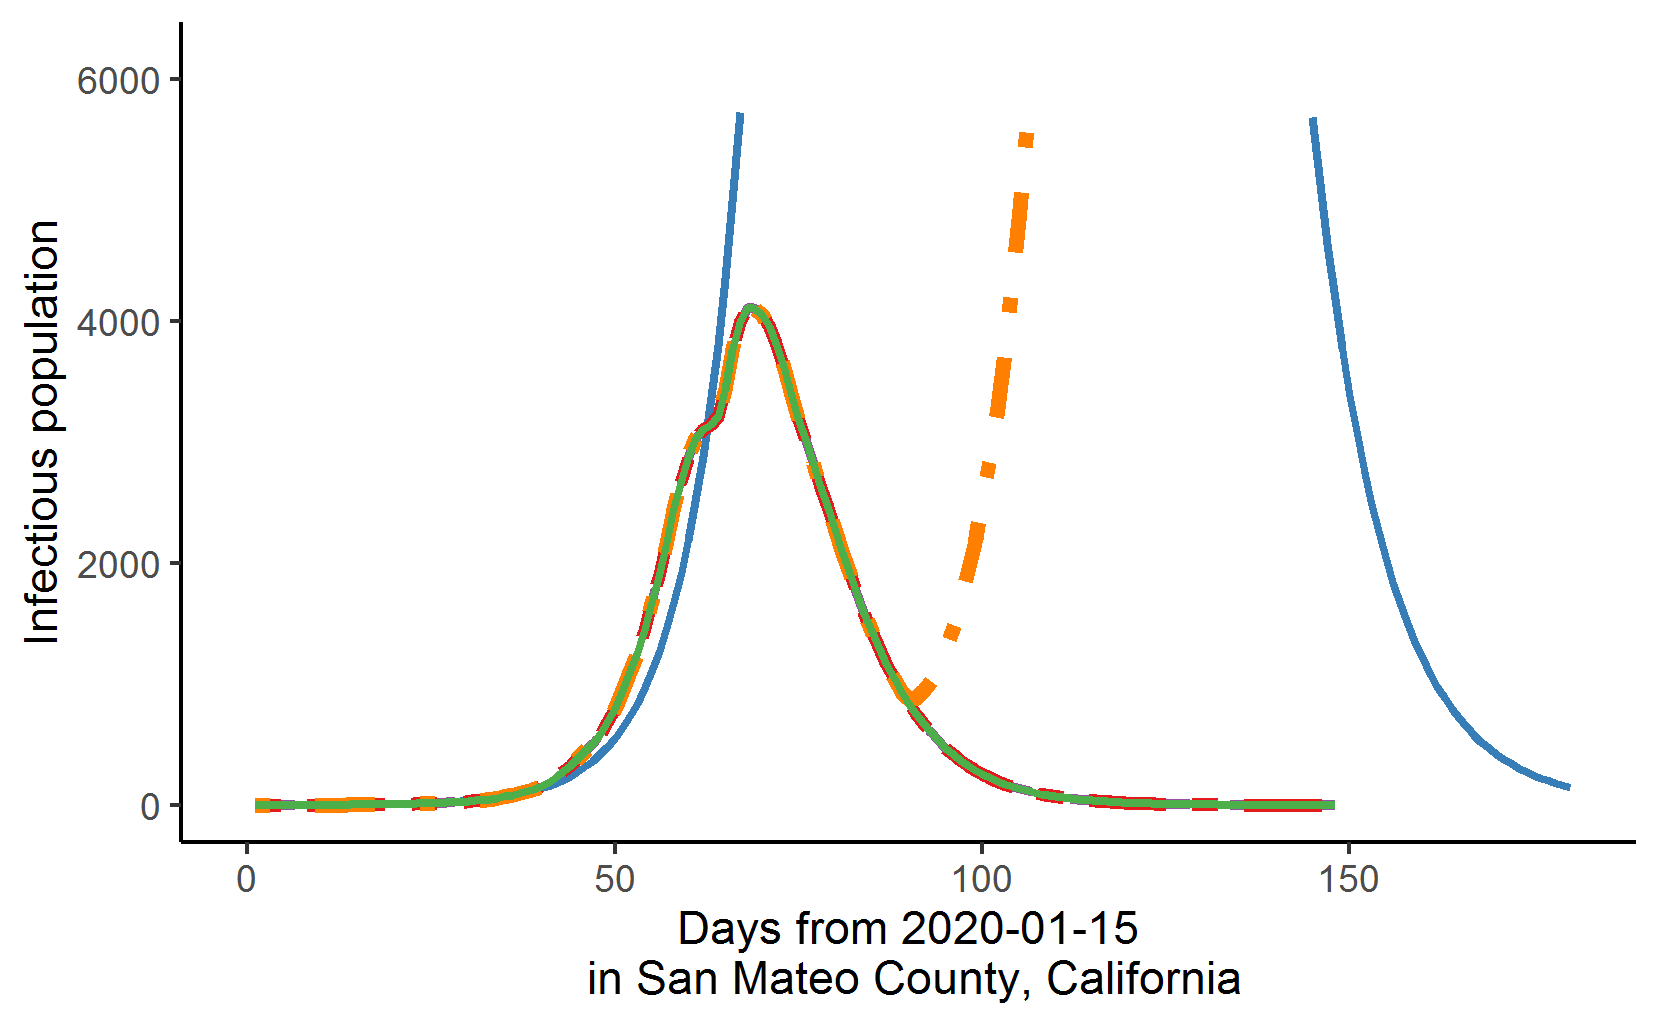 6000
4000
2000
0
Infectious population
0 50 100 150
Days from 2020-01-15
in San Mateo County, California